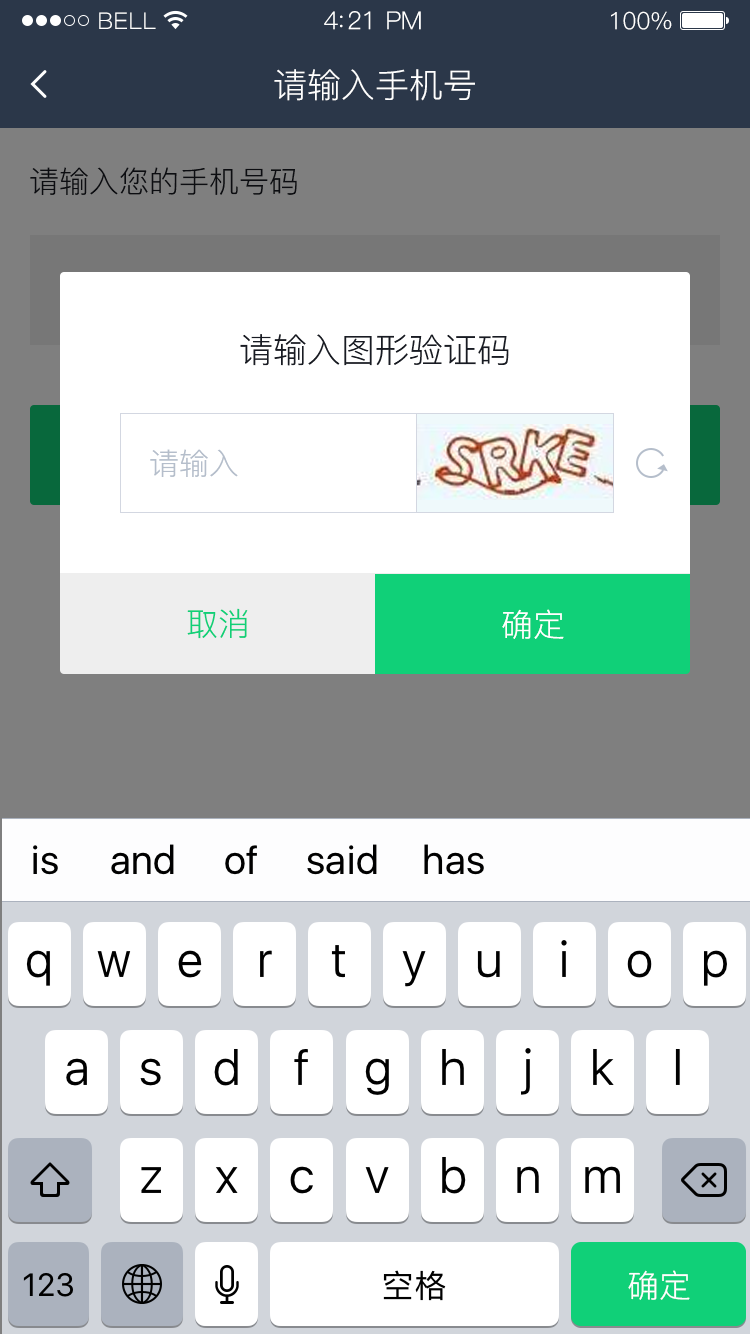 BELL 4:21 PM 100%
请输入手机号
请输入您的手机号码
请输入图形验证码
请输入 SRKE
取消 确定
is and of said has
q w e r t y u i o p
a s d f g h j k l
z x c v b n m
123 空格 确定